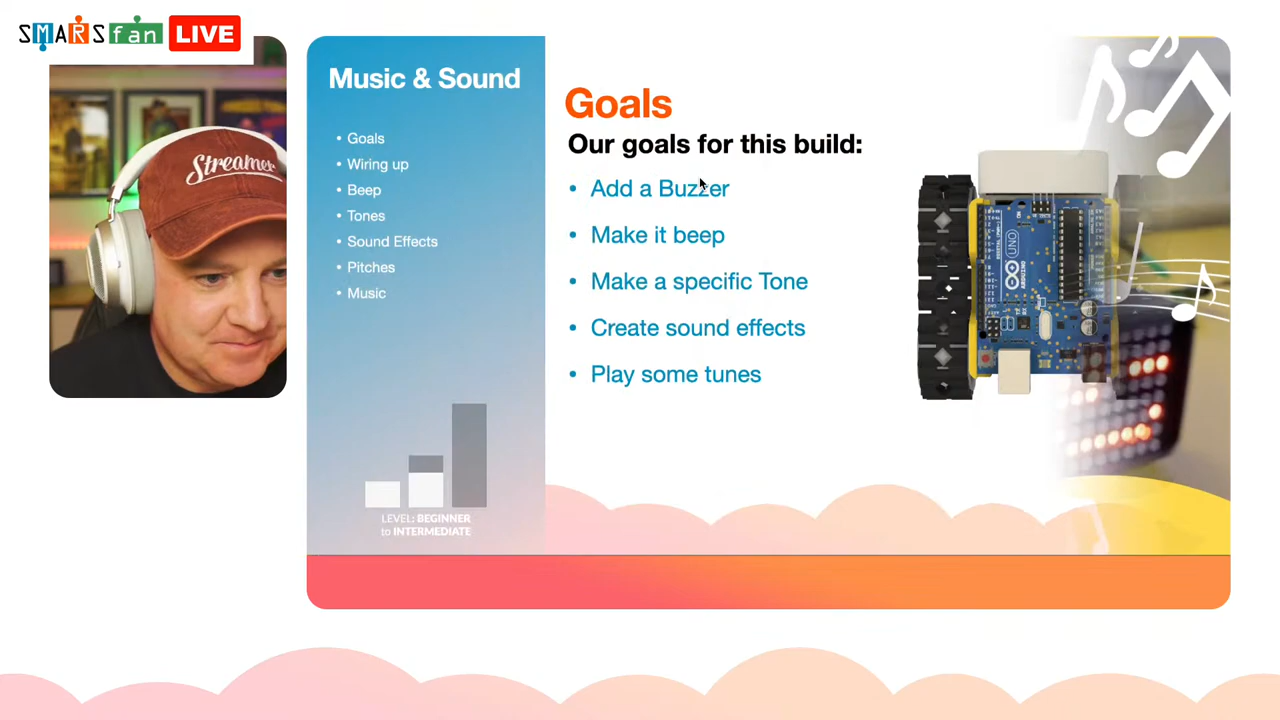 SMARSfan LIVE
Music & Sound
• Goals
• Wiring up
• Beep
• Tones
• Sound Effects
• Pitches
• Music
LEVEL: BEGINNER
to INTERMEDIATE
Goals
Our goals for this build:
• Add a Buzzer
• Make it beep
• Make a specific Tone
• Create sound effects
• Play some tunes
Streamer
UNO
ARDUINO